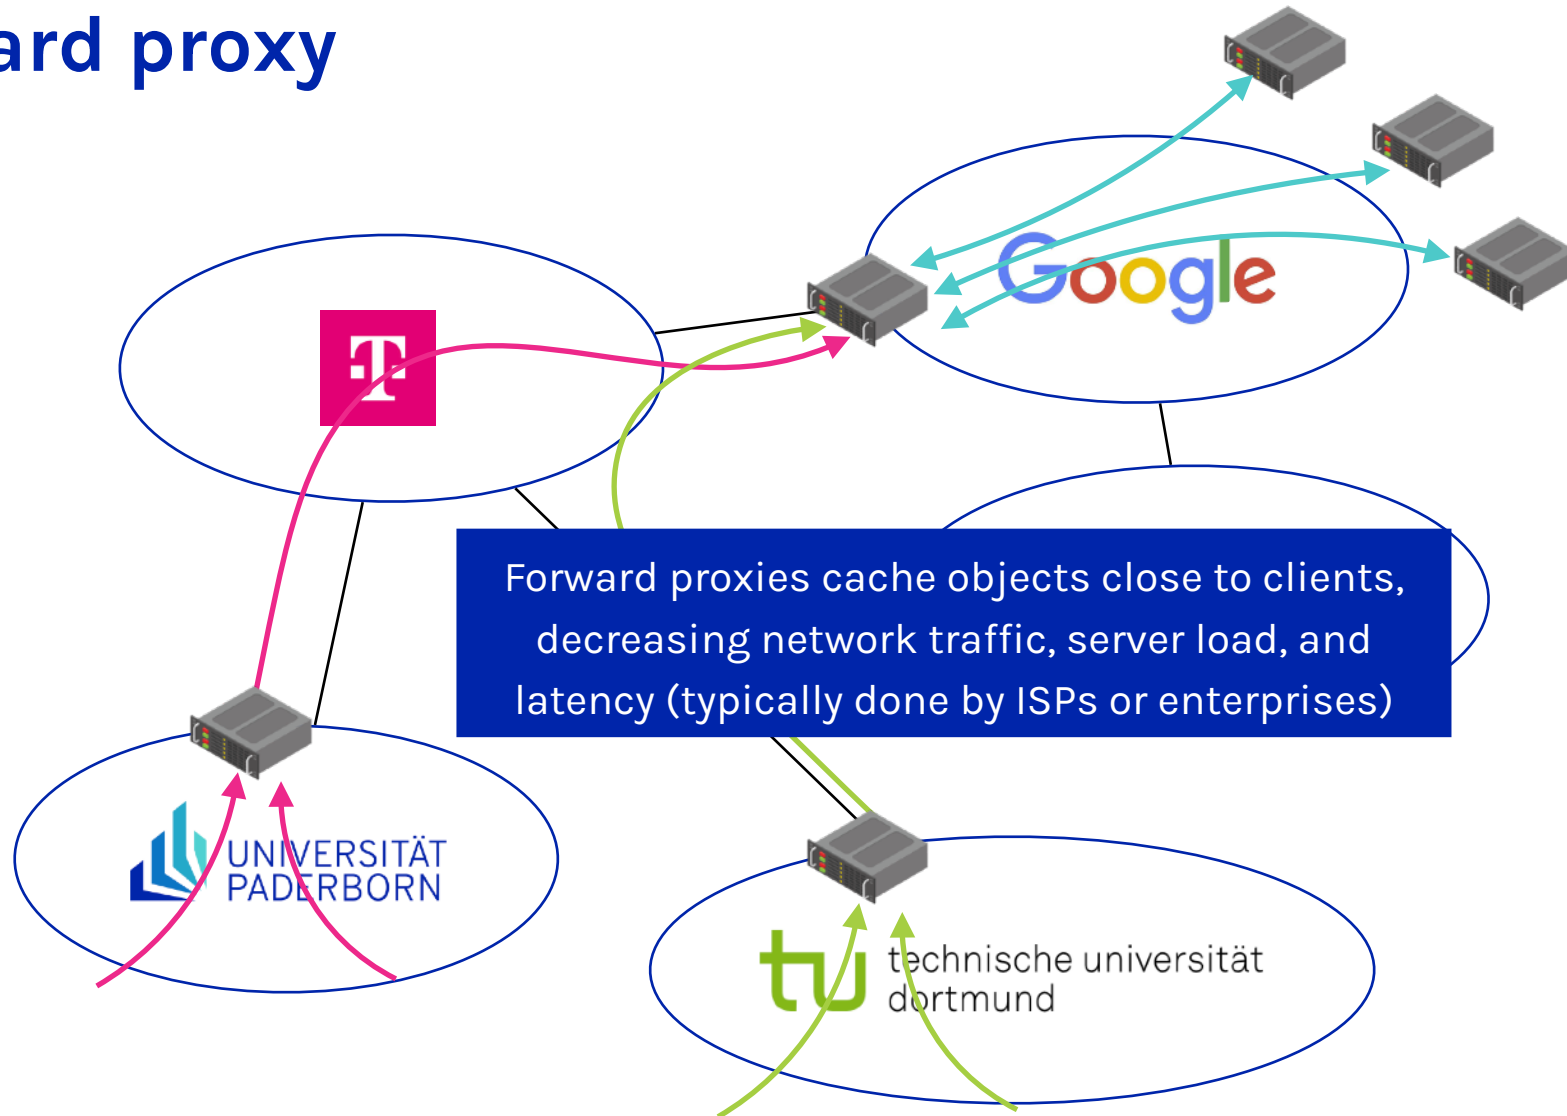 ard proxy
Google
T
Forward proxies cache objects close to clients,
decreasing network traffic, server load, and
latency (typically done by ISPs or enterprises)
UNIVERSITÄT
PADERBORN
tu
technische universität
dortmund